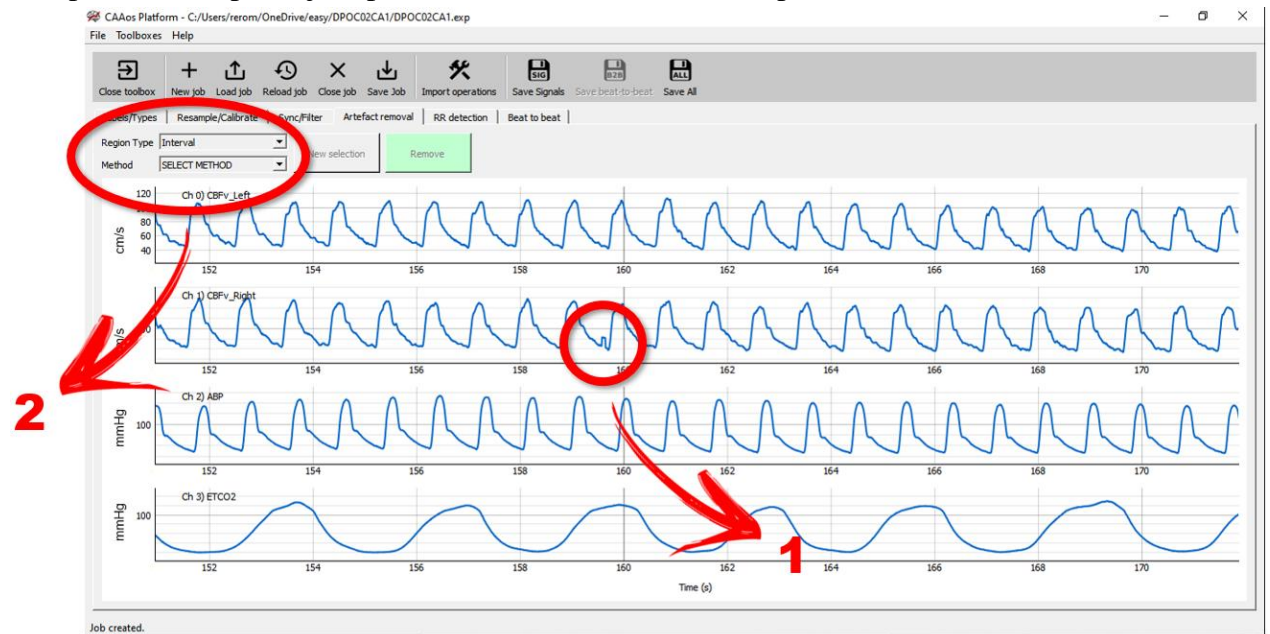 CAAos Platform - C:/Users/rerom/OneDrive/easy/DPOC02CA1/DPOC02CA1.exp
File Toolboxes Help
Close toolbox New job Load job Reload job Close job Save Job Import operations Save Signals Save beat-to-beat Save All
SIG B2B ALL
Resample/Calibrate Sync/Filter Artefact removal RR detection Beat to beat
Region Type Interval
Method SELECT METHOD
New selection Remove
120 Ch 0) CBFv_Left
80
60
40
cm/s
152 154 156 158 160 162 164 166 168 170
Ch 1) CBFv_Right
152 154 156 158 160 162 164 166 168 170
2
Ch 2) ABP
100
mmHg
152 154 156 158 160 162 164 166 168 170
Ch 3) ETCO2
100
mmHg
1
152 154 156 158 160 162 164 166 168 170
Time (s)
Job created.